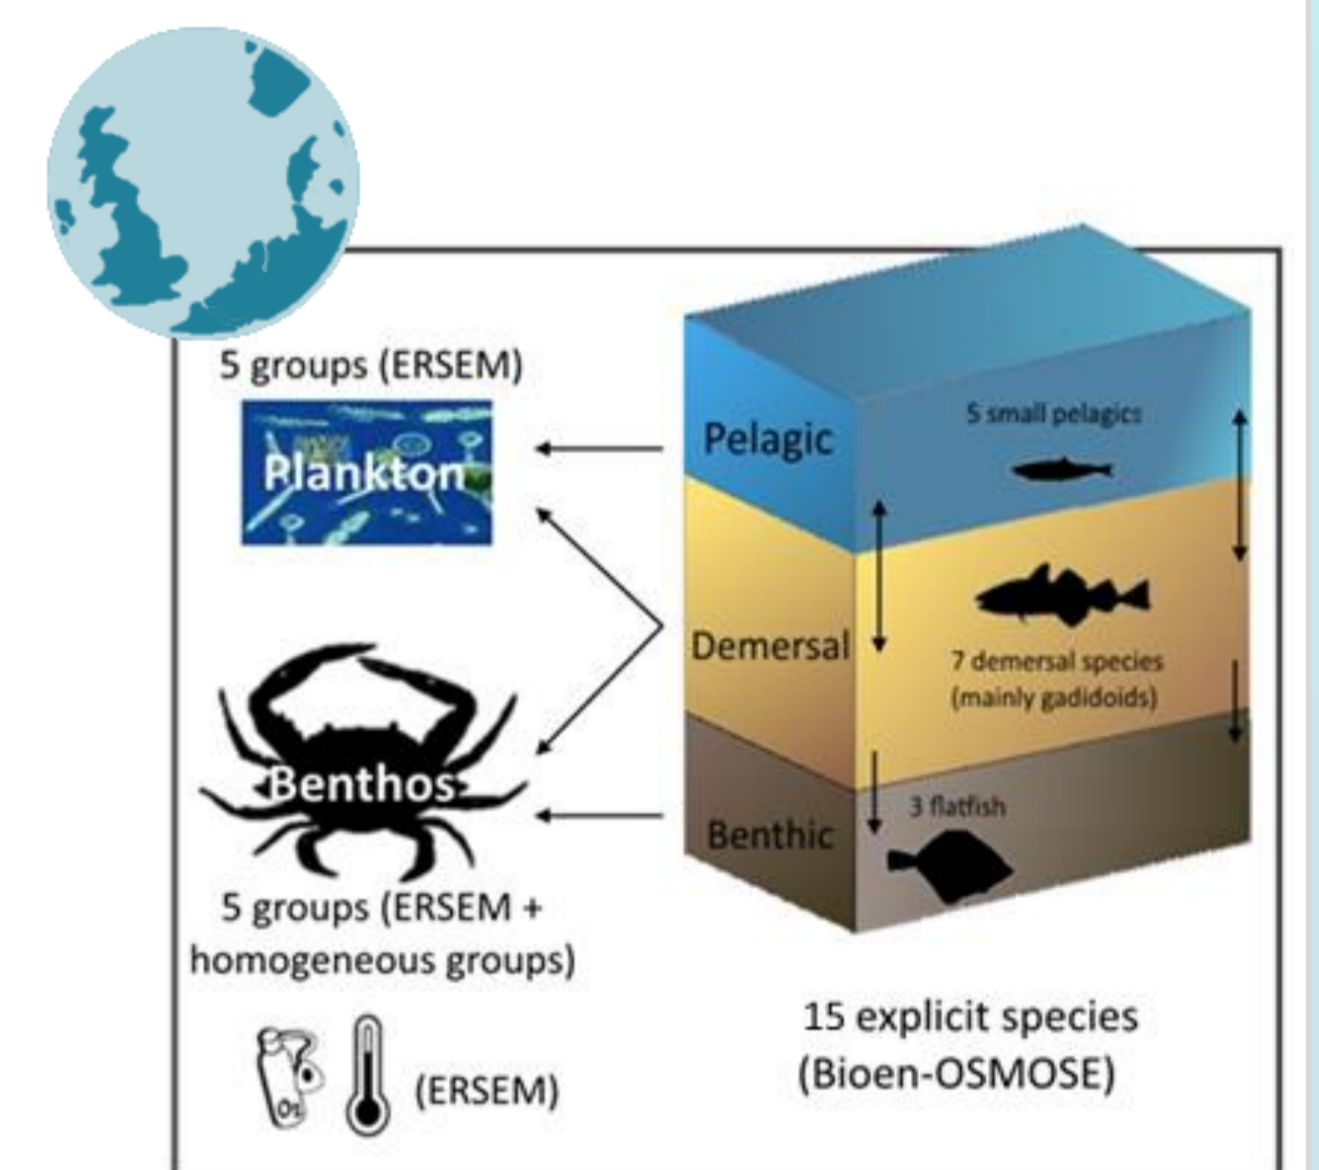 5 groups (ERSEM)
Plankton
Benthos
5 groups (ERSEM +
homogeneous groups)
O₂
(ERSEM)
Pelagic
5 small pelagics
Demersal
7 demersal species
(mainly gadidoids)
Benthic
3 flatfish
15 explicit species
(Bioen-OSMOSE)